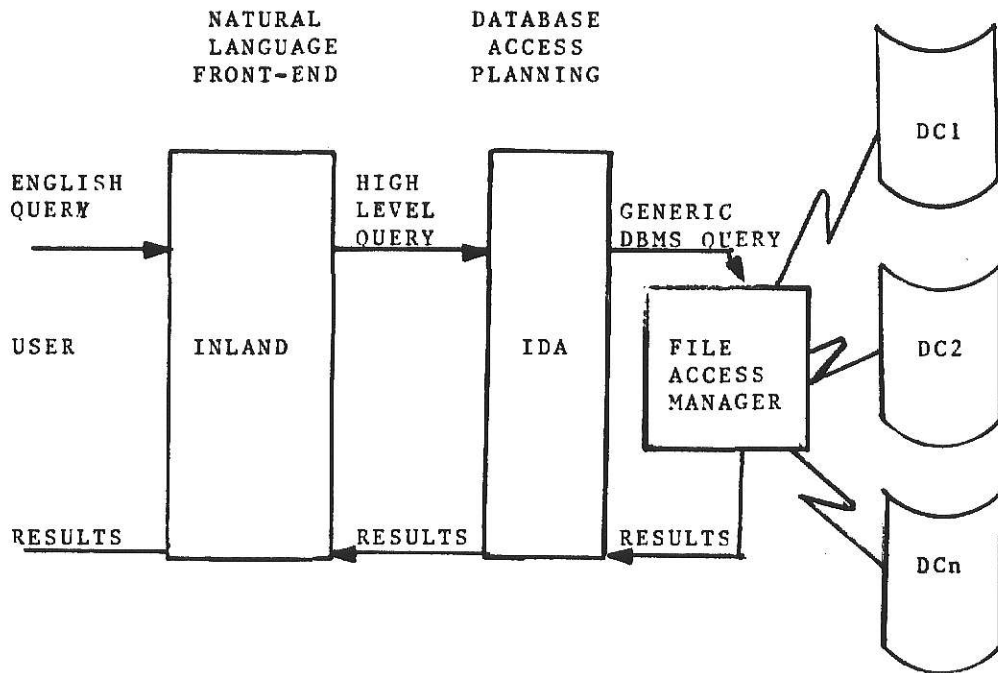 NATURAL
LANGUAGE
FRONT-END
DATABASE
ACCESS
PLANNING
ENGLISH
QUERY
HIGH
LEVEL
QUERY
GENERIC
DBMS QUERY
DC1
USER
INLAND
IDA
FILE
ACCESS
MANAGER
DC2
RESULTS
RESULTS
RESULTS
DCn